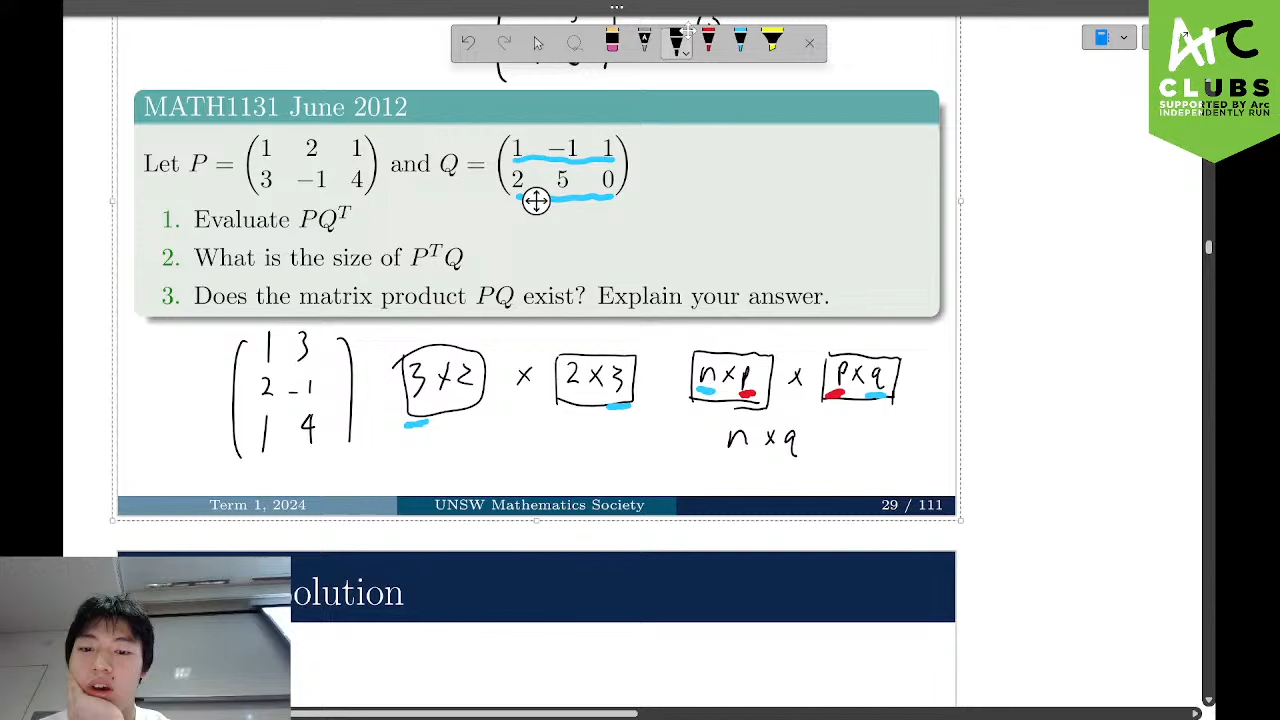 ArC
CLUBS
SUPPORTED BY Arc
INDEPENDENTLY RUN
MATH1131 June 2012
Let P = (1 2 1
3 −1 4) and Q = (1 −1 1
2 5 0)
1. Evaluate PQ^T
2. What is the size of P^T Q
3. Does the matrix product PQ exist? Explain your answer.
(1 3
2 -1
1 4)
3 x 2 x 2 x 3
n x p x p x q
n x q
Term 1, 2024 UNSW Mathematics Society 29 / 111
olution